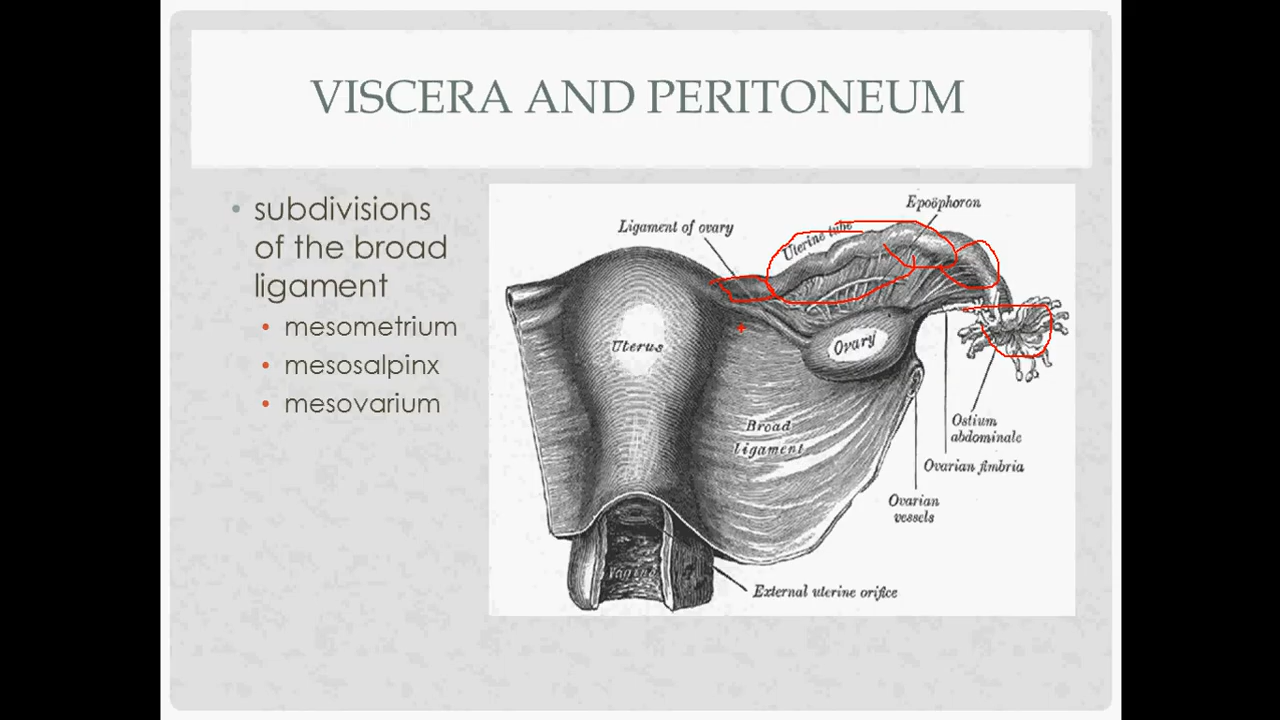 VISCERA AND PERITONEUM
• subdivisions
of the broad
ligament
• mesometrium
• mesosalpinx
• mesovarium
Epoöphoron
Ligament of ovary
Uterine tube
Uterus
Ovary
Broad
ligament
Ostium
abdominale
Ovarian fimbria
Ovarian
vessels
Vagina
External uterine orifice